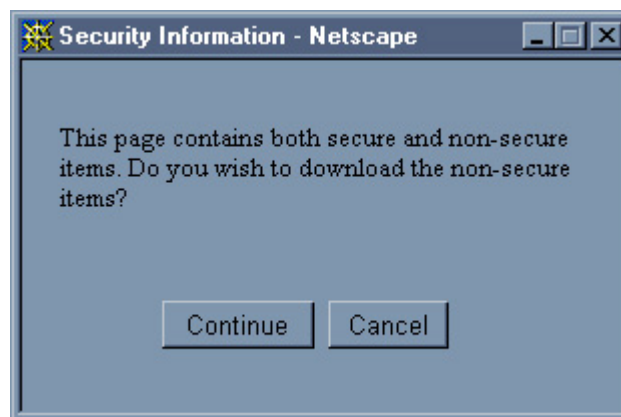 Security Information - Netscape
This page contains both secure and non-secure
items. Do you wish to download the non-secure
items?
Continue Cancel